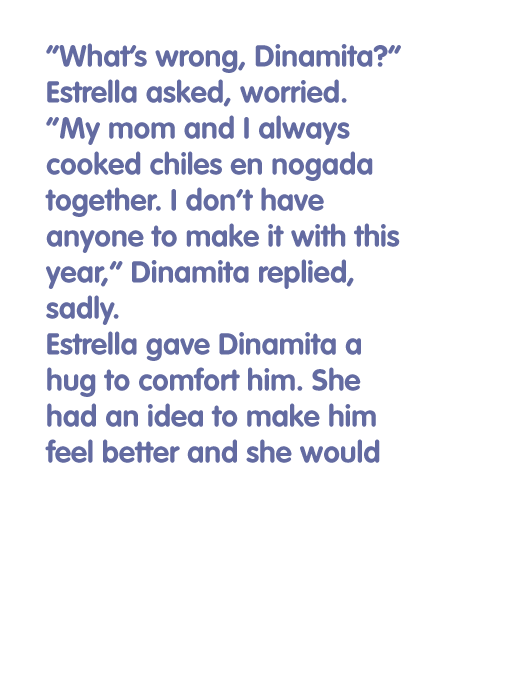 “What’s wrong, Dinamita?”
Estrella asked, worried.
“My mom and I always
cooked chiles en nogada
together. I don’t have
anyone to make it with this
year,” Dinamita replied,
sadly.
Estrella gave Dinamita a
hug to comfort him. She
had an idea to make him
feel better and she would